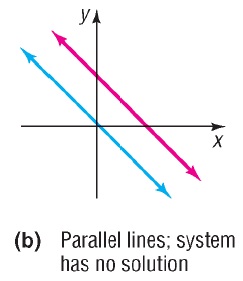 y
x
(b) Parallel lines; system
has no solution